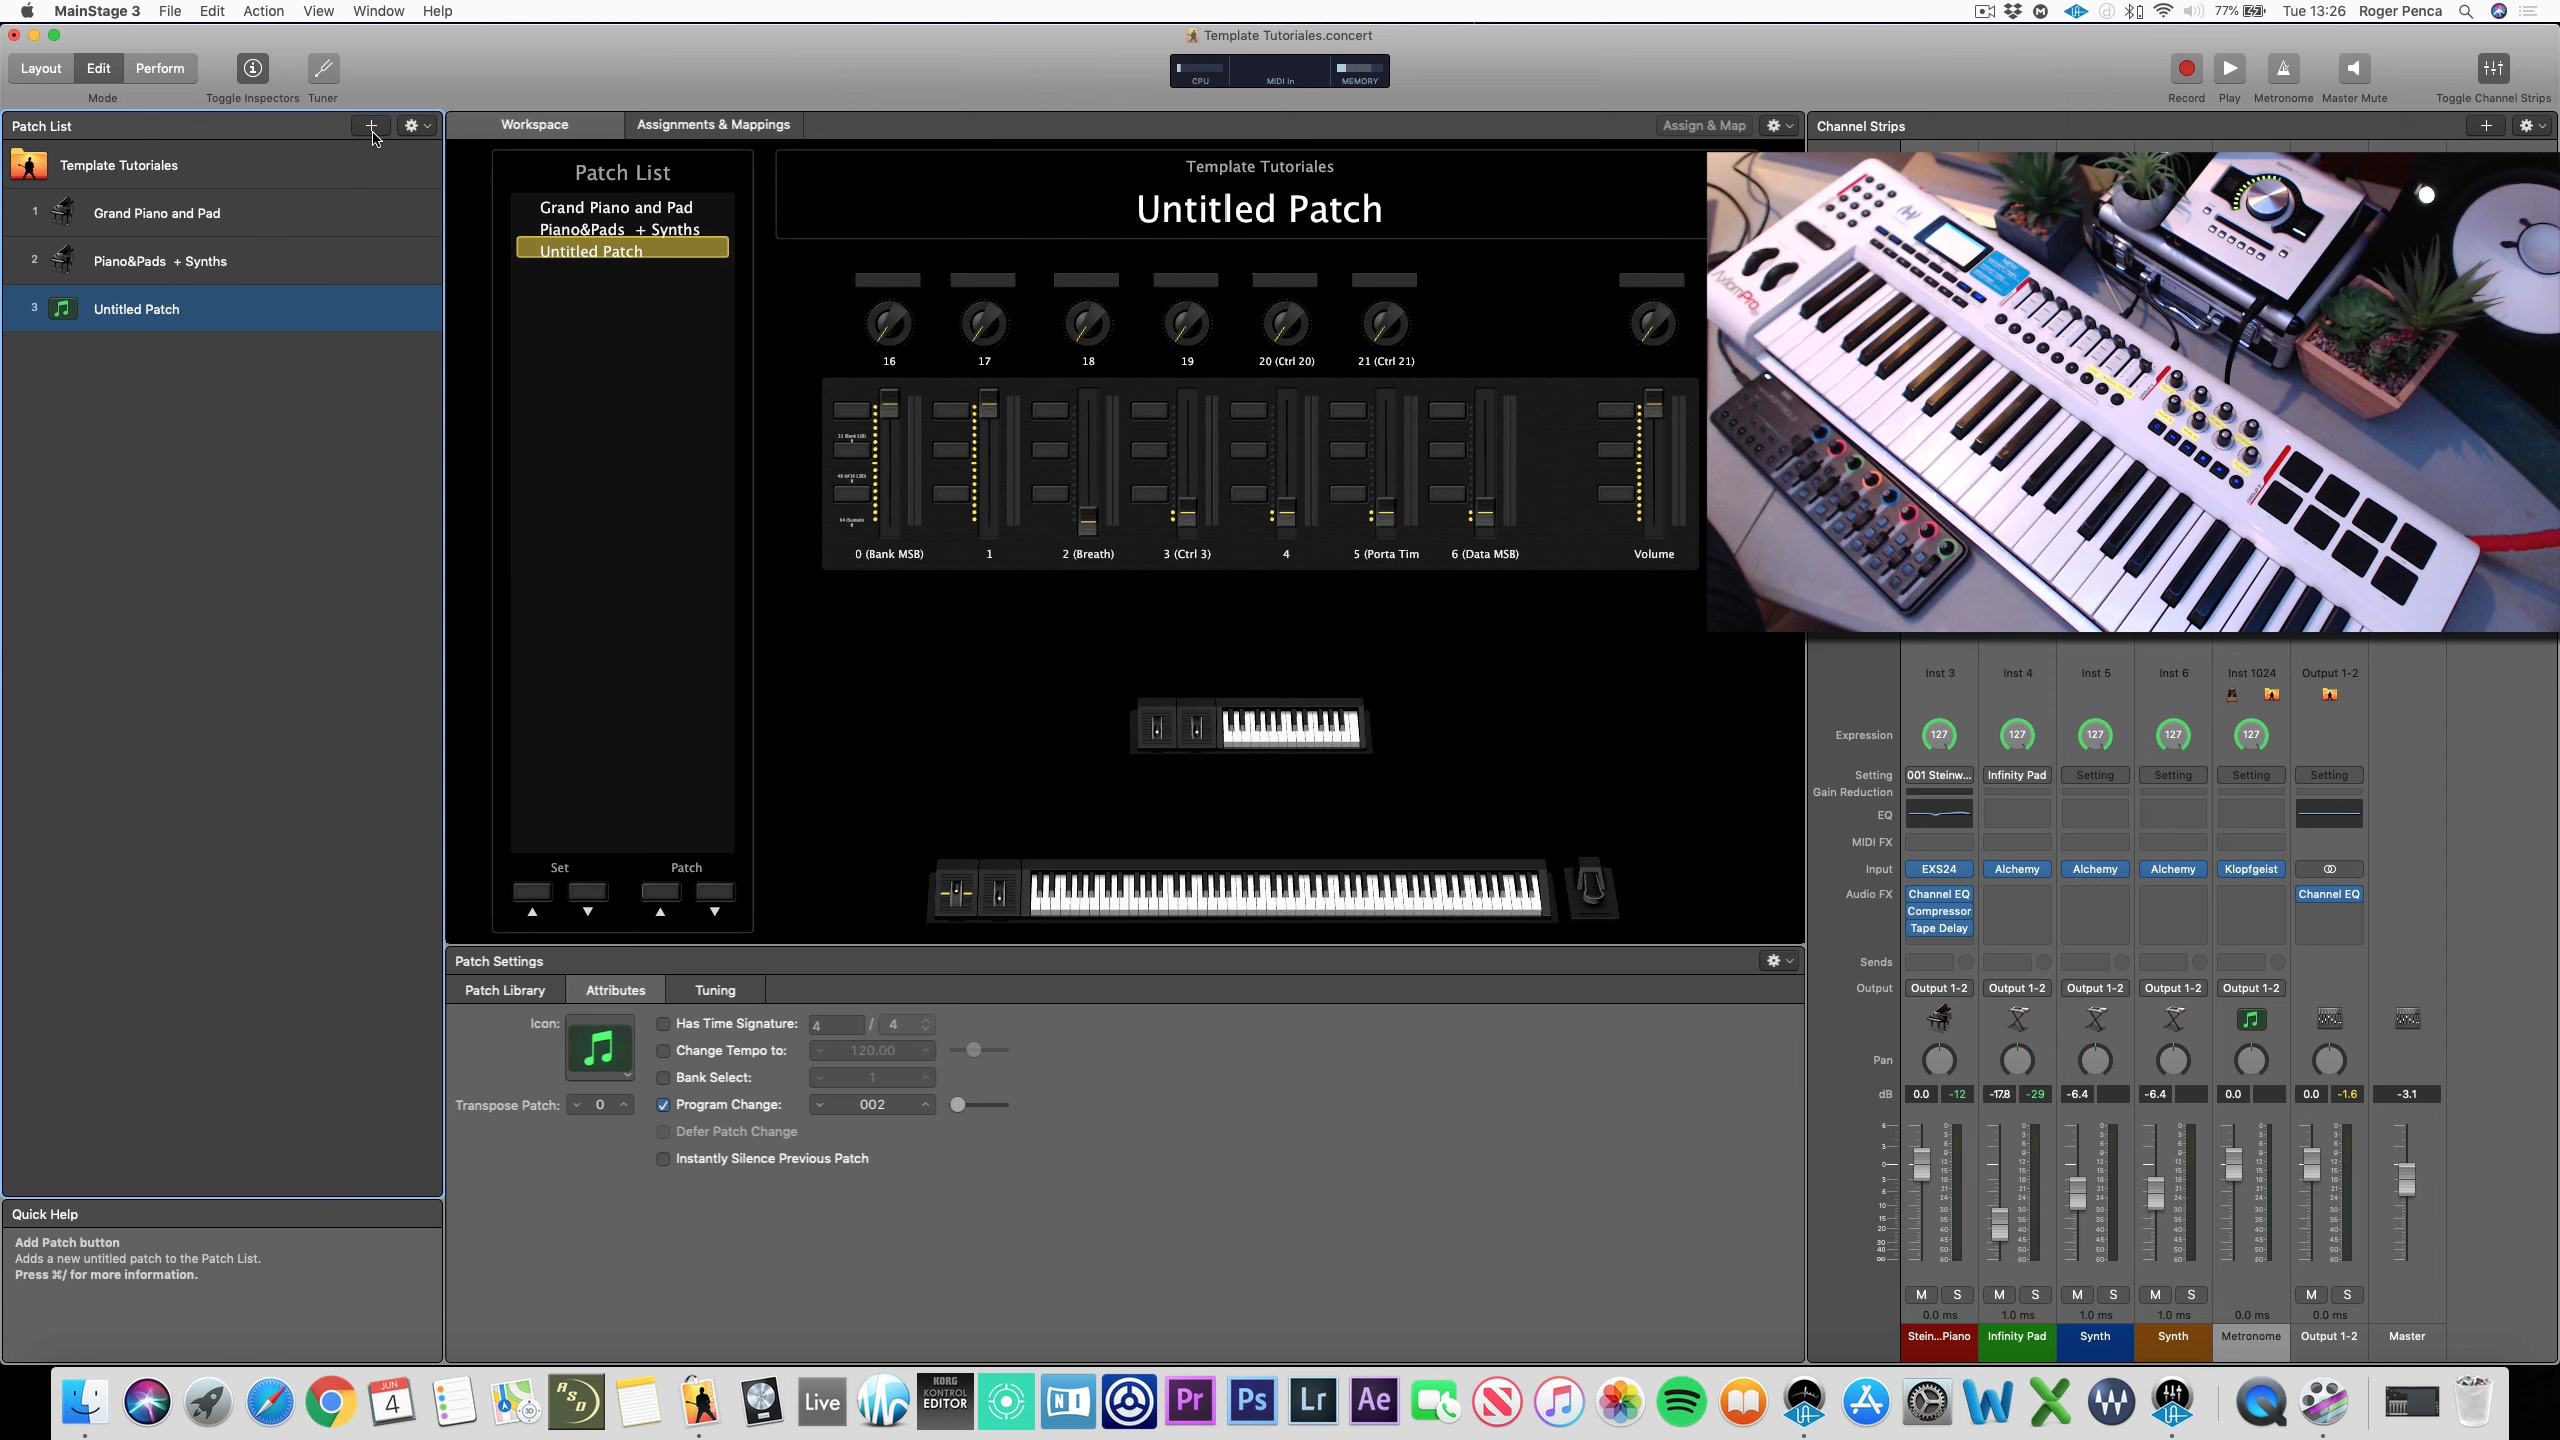 MainStage 3 File Edit Action View Window Help
77% Tue 13:26 Roger Penca
Template Tutoriales.concert
Layout Edit Perform
Mode Toggle Inspectors Tuner
CPU MIDI In MEMORY
Record Play Metronome Master Mute Toggle Channel Strips
Patch List
Template Tutoriales
1 Grand Piano and Pad
2 Piano&Pads + Synths
3 Untitled Patch
Workspace Assignments & Mappings Assign & Map
Patch List
Grand Piano and Pad
Piano&Pads + Synths
Untitled Patch
Template Tutoriales
Untitled Patch
16 17 18 19 20 (Ctrl 20) 21 (Ctrl 21)
0 (Bank MSB) 1 2 (Breath) 3 (Ctrl 3) 4 5 (Porta Tim 6 (Data MSB) Volume
Set Patch
Channel Strips
AxiomPro
Inst 3 Inst 4 Inst 5 Inst 6 Inst 1024 Output 1-2
Expression 127 127 127 127 127
Setting 001 Steinw... Infinity Pad Setting Setting Setting Setting
Gain Reduction
EQ
MIDI FX
Input EXS24 Alchemy Alchemy Alchemy Klopfgeist
Audio FX Channel EQ Channel EQ
Compressor
Tape Delay
Sends
Output Output 1-2 Output 1-2 Output 1-2 Output 1-2 Output 1-2
Pan
dB 0.0 -12 -17.8 -29 -6.4 -6.4 0.0 0.0 -1.6 -3.1
M S M S M S M S M S
0.0 ms 1.0 ms 1.0 ms 1.0 ms 0.0 ms 0.0 ms
Stein...Piano Infinity Pad Synth Synth Metronome Output 1-2 Master
Patch Settings
Patch Library Attributes Tuning
Icon:
Has Time Signature: 4 / 4
Change Tempo to: 120.00
Bank Select: 1
Transpose Patch: 0
Program Change: 002
Defer Patch Change
Instantly Silence Previous Patch
Quick Help
Add Patch button
Adds a new untitled patch to the Patch List.
Press ⌘/ for more information.
JUN 4
ASD
Live
KORG KONTROL EDITOR
Pr Ps Lr Ae